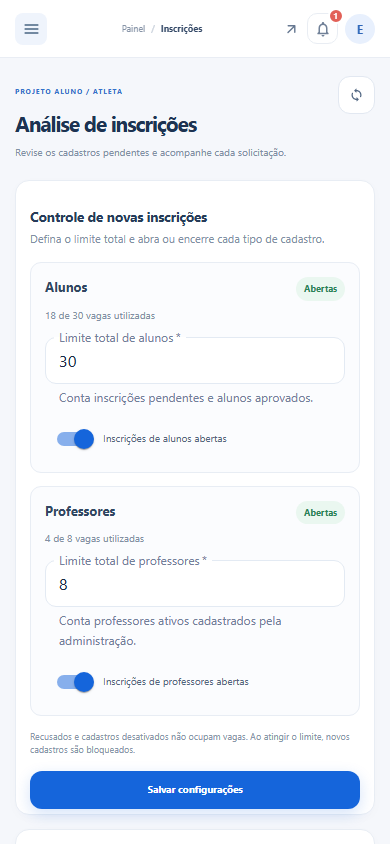 Painel / Inscrições
1
E
PROJETO ALUNO / ATLETA
Análise de inscrições
Revise os cadastros pendentes e acompanhe cada solicitação.
Controle de novas inscrições
Defina o limite total e abra ou encerre cada tipo de cadastro.
Alunos
Abertas
18 de 30 vagas utilizadas
Limite total de alunos *
30
Conta inscrições pendentes e alunos aprovados.
Inscrições de alunos abertas
Professores
Abertas
4 de 8 vagas utilizadas
Limite total de professores *
8
Conta professores ativos cadastrados pela
administração.
Inscrições de professores abertas
Recusados e cadastros desativados não ocupam vagas. Ao atingir o limite, novos
cadastros são bloqueados.
Salvar configurações